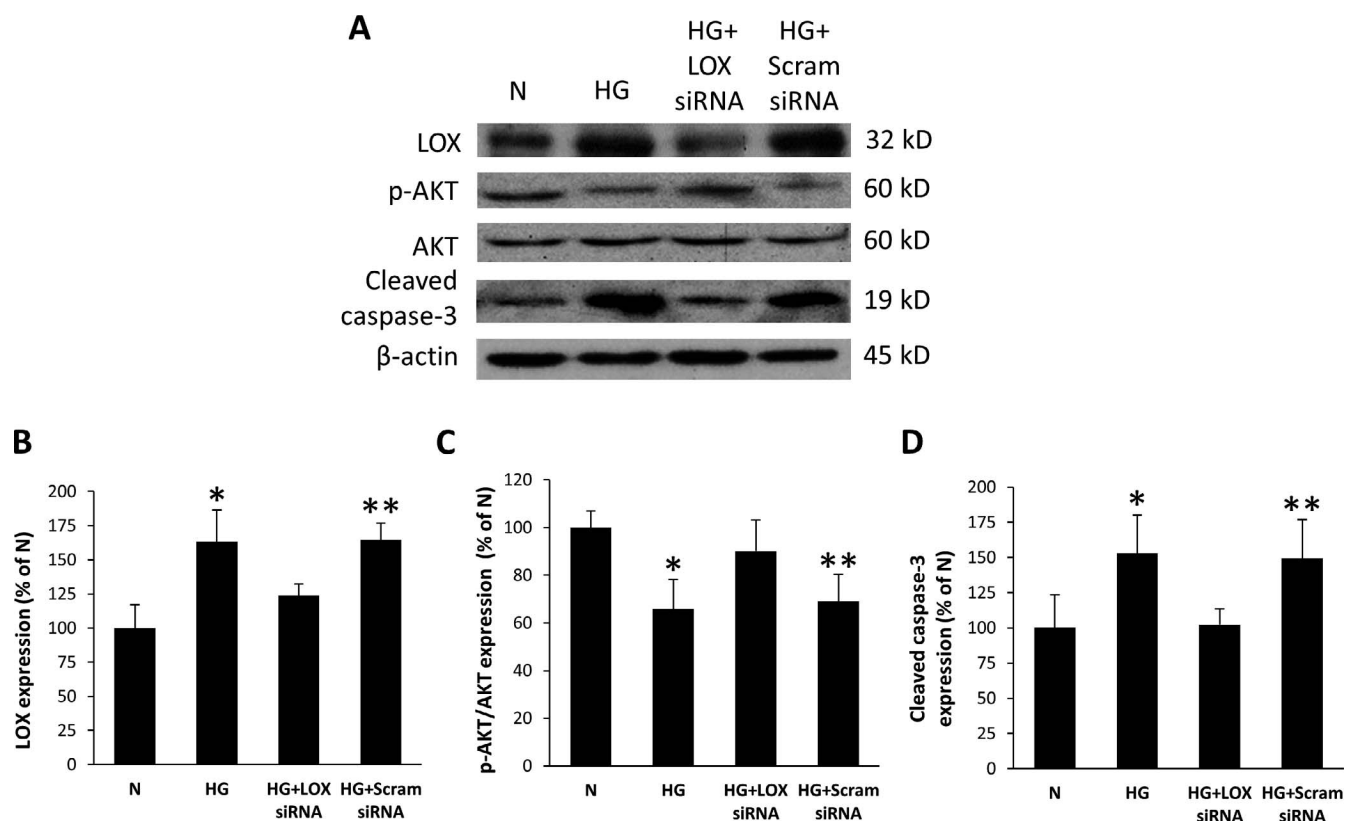 A
N
HG
HG+
LOX
siRNA
HG+
Scram
siRNA
LOX
32 kD
p-AKT
60 kD
AKT
60 kD
Cleaved
caspase-3
19 kD
β-actin
45 kD
B
LOX expression (% of N)
200
175
150
125
100
75
50
25
0
*
**
N
HG
HG+LOX
siRNA
HG+Scram
siRNA
C
p-AKT/AKT expression (% of N)
120
100
80
60
40
20
0
*
**
N
HG
HG+LOX
siRNA
HG+Scram
siRNA
D
Cleaved caspase-3
expression (% of N)
200
175
150
125
100
75
50
25
0
*
**
N
HG
HG+LOX
siRNA
HG+Scram
siRNA